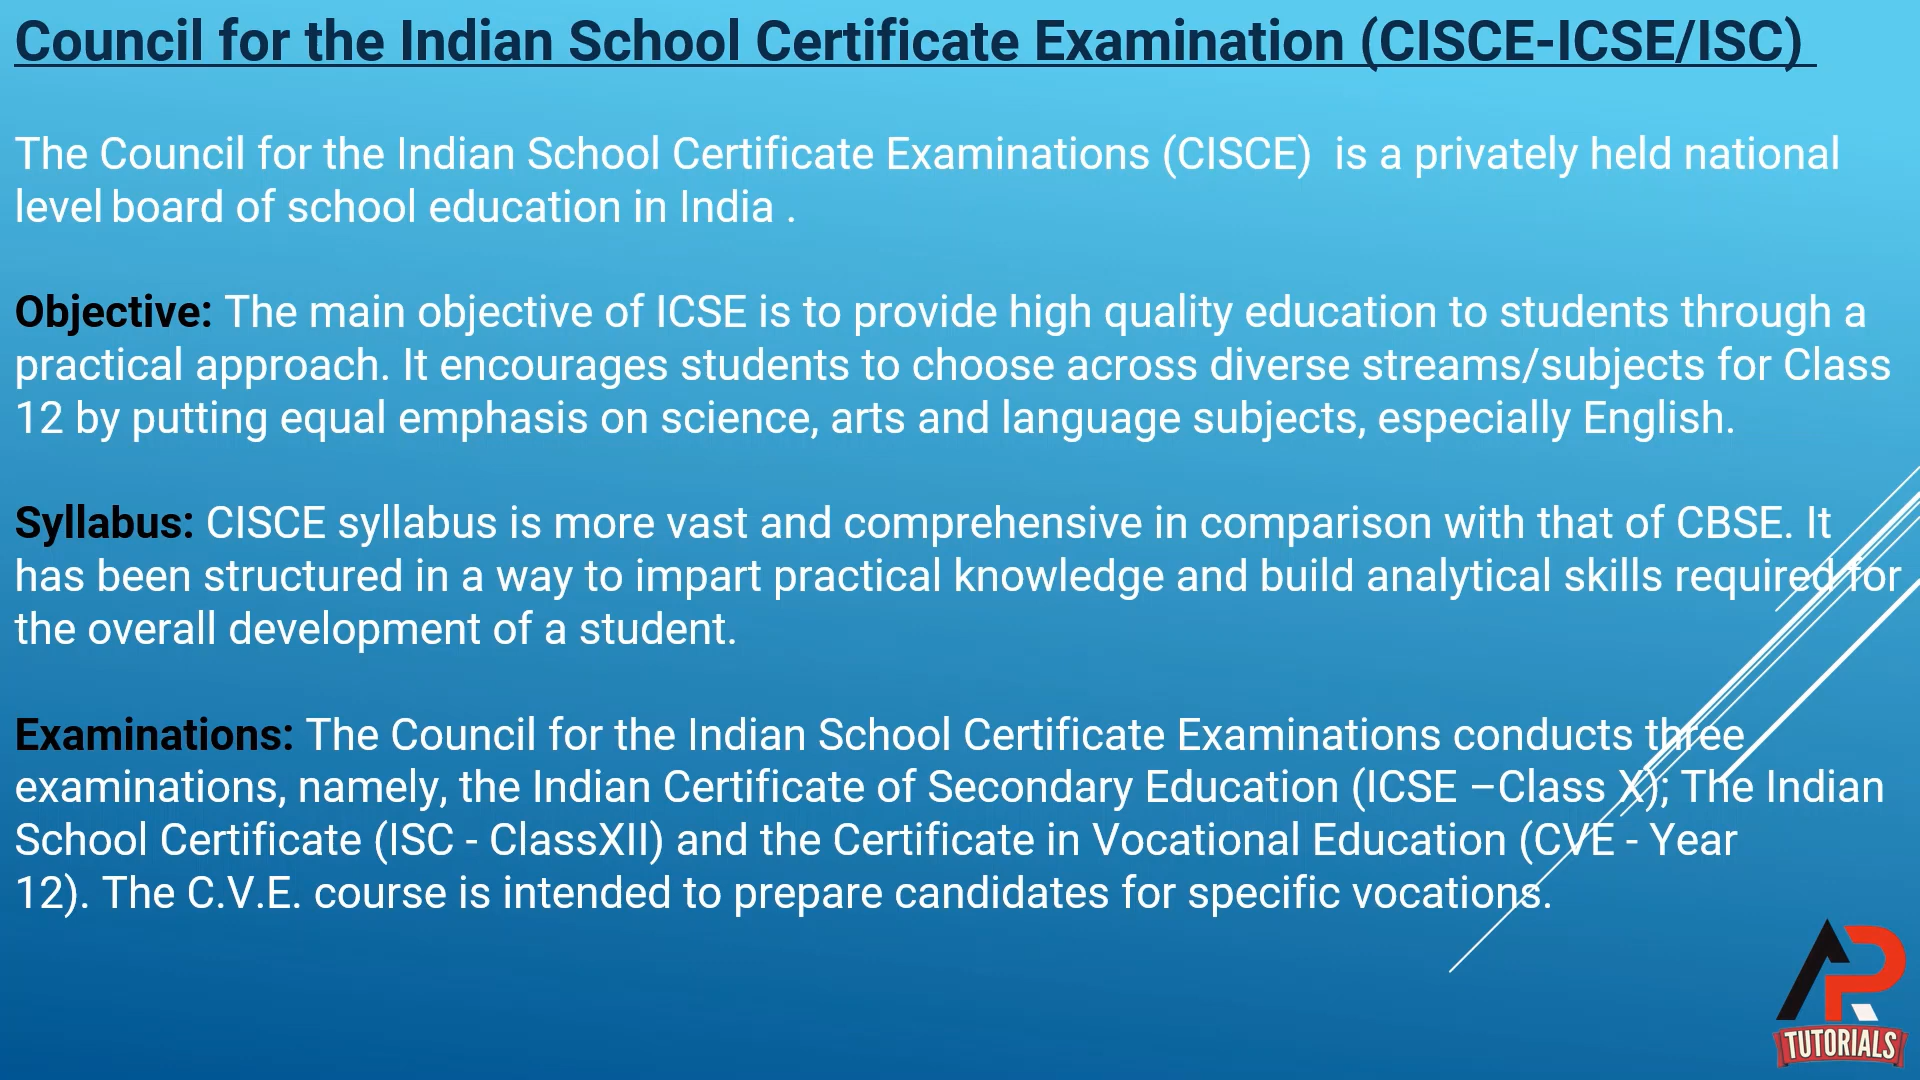 Council for the Indian School Certificate Examination (CISCE-ICSE/ISC)
The Council for the Indian School Certificate Examinations (CISCE)  is a privately held national
level board of school education in India .
Objective: The main objective of ICSE is to provide high quality education to students through a
practical approach. It encourages students to choose across diverse streams/subjects for Class
12 by putting equal emphasis on science, arts and language subjects, especially English.
Syllabus: CISCE syllabus is more vast and comprehensive in comparison with that of CBSE. It
has been structured in a way to impart practical knowledge and build analytical skills required for
the overall development of a student.
Examinations: The Council for the Indian School Certificate Examinations conducts three
examinations, namely, the Indian Certificate of Secondary Education (ICSE –Class X); The Indian
School Certificate (ISC - ClassXII) and the Certificate in Vocational Education (CVE - Year
12). The C.V.E. course is intended to prepare candidates for specific vocations.
AP
TUTORIALS